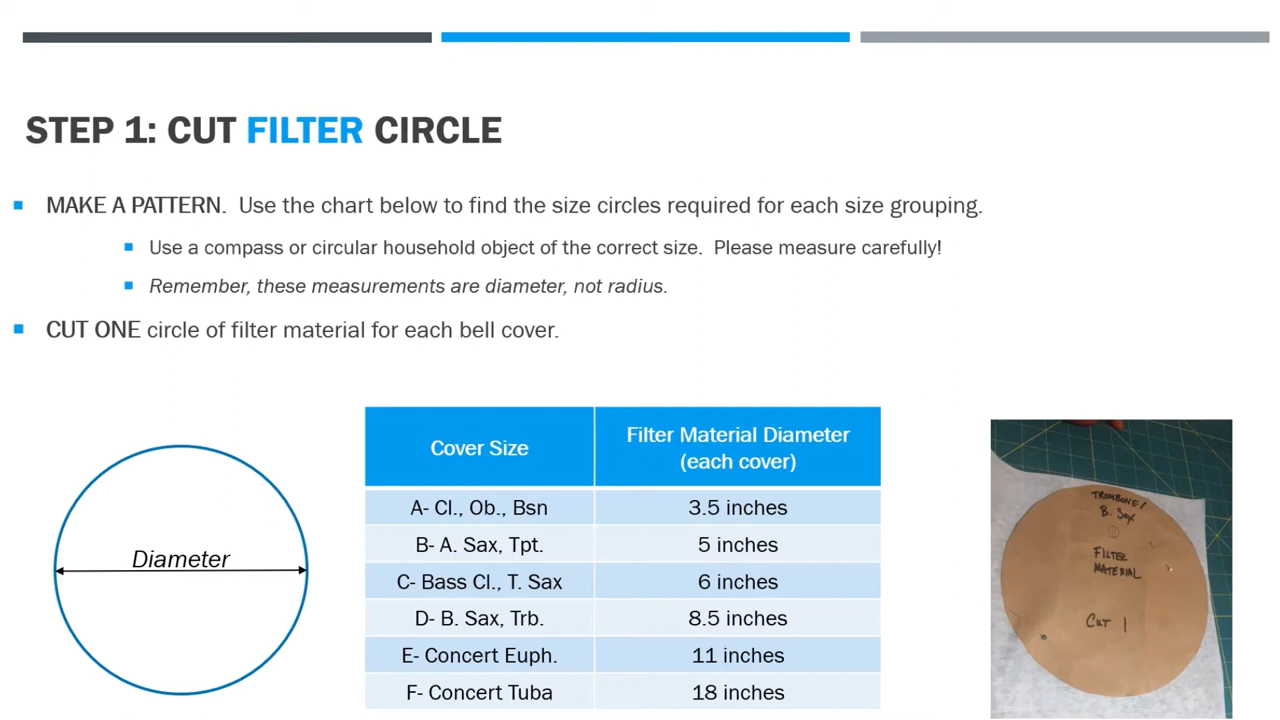 STEP 1: CUT FILTER CIRCLE
MAKE A PATTERN. Use the chart below to find the size circles required for each size grouping.
Use a compass or circular household object of the correct size. Please measure carefully!
Remember, these measurements are diameter, not radius.
CUT ONE circle of filter material for each bell cover.
Diameter
Cover Size
Filter Material Diameter
(each cover)
A- Cl., Ob., Bsn
3.5 inches
B- A. Sax, Tpt.
5 inches
C- Bass Cl., T. Sax
6 inches
D- B. Sax, Trb.
8.5 inches
E- Concert Euph.
11 inches
F- Concert Tuba
18 inches
TROMBONE/
B. Sax
FILTER
MATERIAL
CUT 1